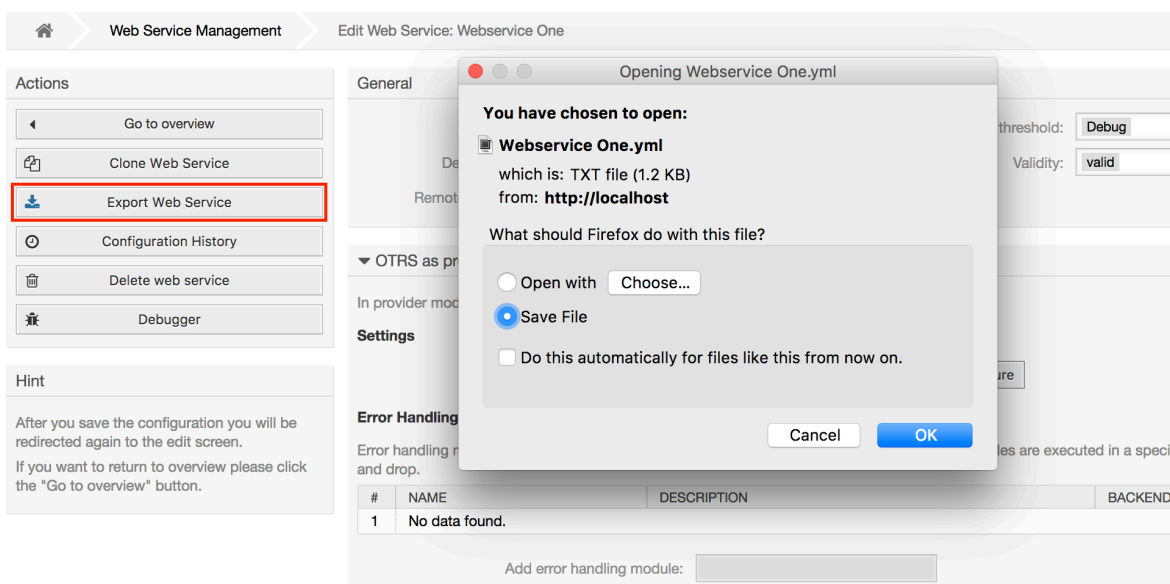 Web Service Management
Edit Web Service: Webservice One
Actions
Go to overview
Clone Web Service
Export Web Service
Configuration History
Delete web service
Debugger
Hint
After you save the configuration you will be
redirected again to the edit screen.
If you want to return to overview please click
the "Go to overview" button.
General
threshold: Debug
Validity: valid
Remot
OTRS as pr
In provider mod
Settings
Error Handling
Error handling
les are executed in a speci
and drop.
# NAME DESCRIPTION BACKEND
1 No data found.
Add error handling module:
Opening Webservice One.yml
You have chosen to open:
Webservice One.yml
which is: TXT file (1.2 KB)
from: http://localhost
What should Firefox do with this file?
Open with Choose...
Save File
Do this automatically for files like this from now on.
Cancel OK